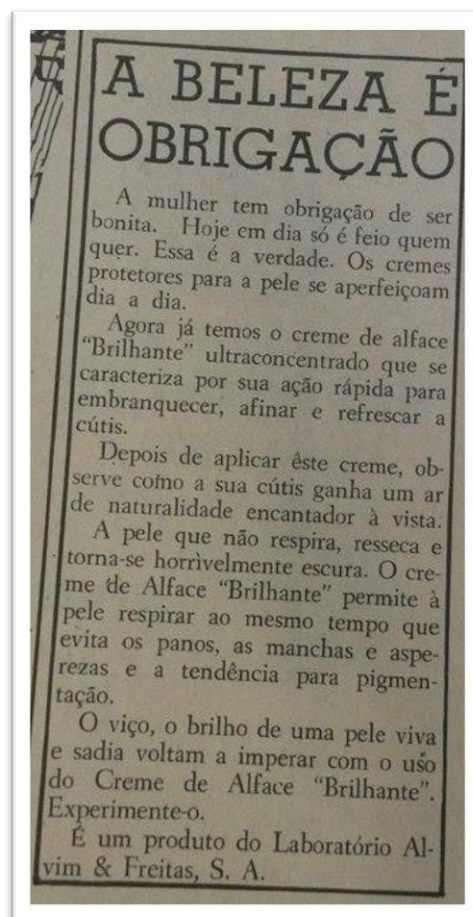 A BELEZA É
OBRIGAÇÃO
A mulher tem obrigação de ser
bonita. Hoje em dia só é feio quem
quer. Essa é a verdade. Os cremes
protetores para a pele se aperfeiçoam
dia a dia.
Agora já temos o creme de alface
"Brilhante" ultraconcentrado que se
caracteriza por sua ação rápida para
embranquecer, afinar e refrescar a
cútis.
Depois de aplicar êste creme, ob-
serve como a sua cútis ganha um ar
de naturalidade encantador à vista.
A pele que não respira, resseca e
torna-se horrìvelmente escura. O cre-
me de Alface "Brilhante" permite à
pele respirar ao mesmo tempo que
evita os panos, as manchas e aspe-
rezas e a tendência para pigmen-
tação.
O viço, o brilho de uma pele viva
e sadia voltam a imperar com o uso
do Creme de Alface "Brilhante".
Experimente-o.
É um produto do Laboratório Al-
vim & Freitas, S. A.